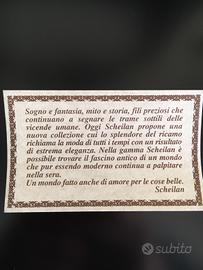 Sogno e fantasia, mito e storia, fili preziosi che
continuano a segnare le trame sottili delle
vicende umane. Oggi Scheilan propone una
nuova collezione cui lo splendore del ricamo
richiama la moda di tutti i tempi con un risultato
di estrema eleganza. Nella gamma Scheilan è
possibile trovare il fascino antico di un mondo
che pur essendo moderno continua a palpitare
nella sera.
Un mondo fatto anche di amore per le cose belle.
Scheilan
subito